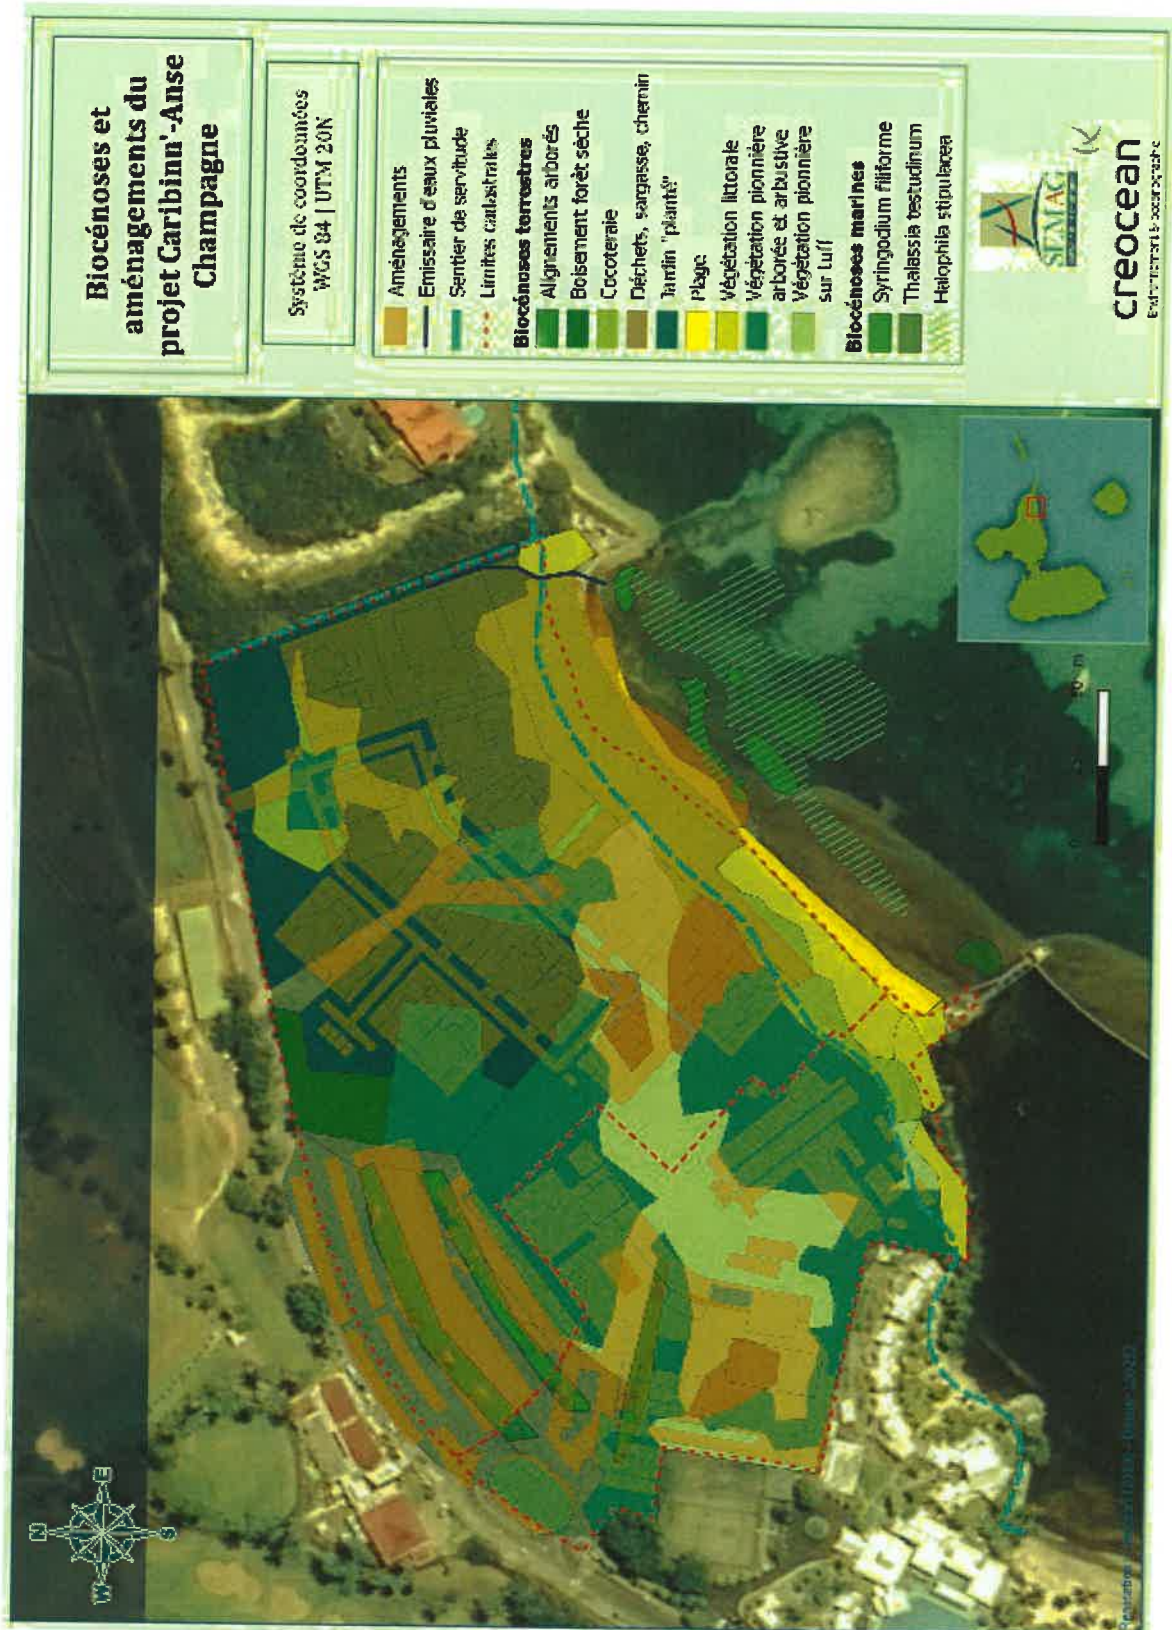 Biocénoses et
aménagements du
projet Caribinn'-Anse
Champagne
Système de coordonnées
WGS 84 | UTM 20N
Aménagements
Emissaire d'eaux pluviales
Sentier de servitude
Limites cadastrales
Biocénoses terrestres
Alignements arborés
Boisement forêt sèche
Cocoteraie
Déchets, sargasse, chemin
Jardin "planté"
Plage
Végétation littorale
Végétation pionnière
arborée et arbustive
Végétation pionnière
sur tuff
Biocénoses marines
Syringodium filiforme
Thalassia testudinum
Halophila stipulacea
SEMAG
creocean
Environnement & océanographie
N
W
E
S